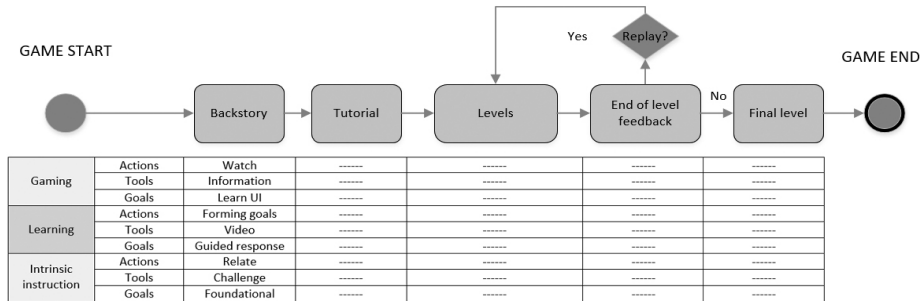 Yes
Replay?
GAME START
GAME END
Backstory
Tutorial
Levels
End of level
feedback
No
Final level
Gaming
Actions Watch ------ ------ ------ ------
Tools Information ------ ------ ------ ------
Goals Learn UI ------ ------ ------ ------
Learning
Actions Forming goals ------ ------ ------ ------
Tools Video ------ ------ ------ ------
Goals Guided response ------ ------ ------ ------
Intrinsic
instruction
Actions Relate ------ ------ ------ ------
Tools Challenge ------ ------ ------ ------
Goals Foundational ------ ------ ------ ------